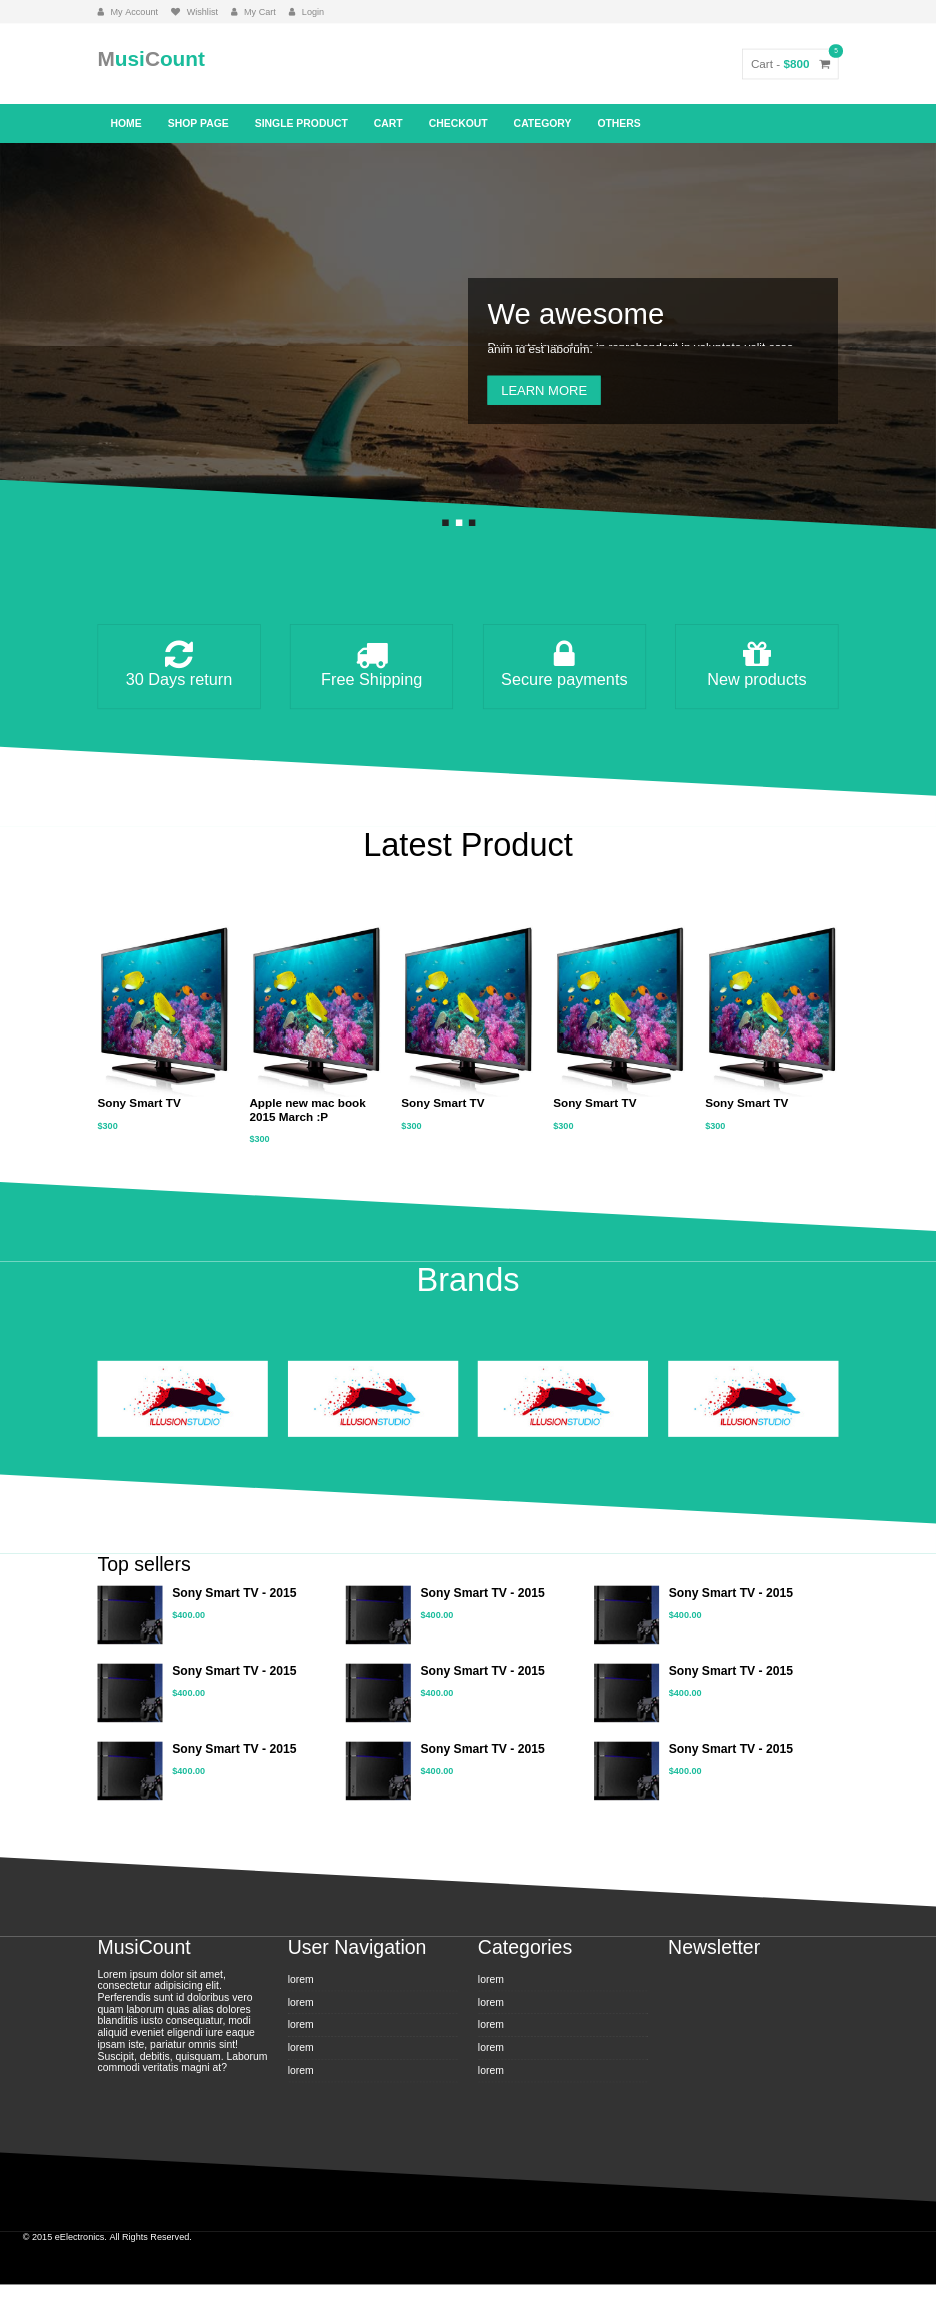 My Account Wishlist My Cart Login
MusiCount
5
Cart - $800
HOME SHOP PAGE SINGLE PRODUCT CART CHECKOUT CATEGORY OTHERS
We awesome
anim id est laborum.
LEARN MORE
30 Days return Free Shipping Secure payments New products
Latest Product
Sony Smart TV
$300
Apple new mac book
2015 March :P
$300
Sony Smart TV
$300
Sony Smart TV
$300
Sony Smart TV
$300
Brands
ILLUSIONSTUDIO ILLUSIONSTUDIO ILLUSIONSTUDIO ILLUSIONSTUDIO
Top sellers
Sony Smart TV - 2015 Sony Smart TV - 2015 Sony Smart TV - 2015
$400.00 $400.00 $400.00
Sony Smart TV - 2015 Sony Smart TV - 2015 Sony Smart TV - 2015
$400.00 $400.00 $400.00
Sony Smart TV - 2015 Sony Smart TV - 2015 Sony Smart TV - 2015
$400.00 $400.00 $400.00
MusiCount
Lorem ipsum dolor sit amet,
consectetur adipisicing elit.
Perferendis sunt id doloribus vero
quam laborum quas alias dolores
blanditiis iusto consequatur, modi
aliquid eveniet eligendi iure eaque
ipsam iste, pariatur omnis sint!
Suscipit, debitis, quisquam. Laborum
commodi veritatis magni at?
User Navigation
lorem
lorem
lorem
lorem
lorem
Categories
lorem
lorem
lorem
lorem
lorem
Newsletter
© 2015 eElectronics. All Rights Reserved.